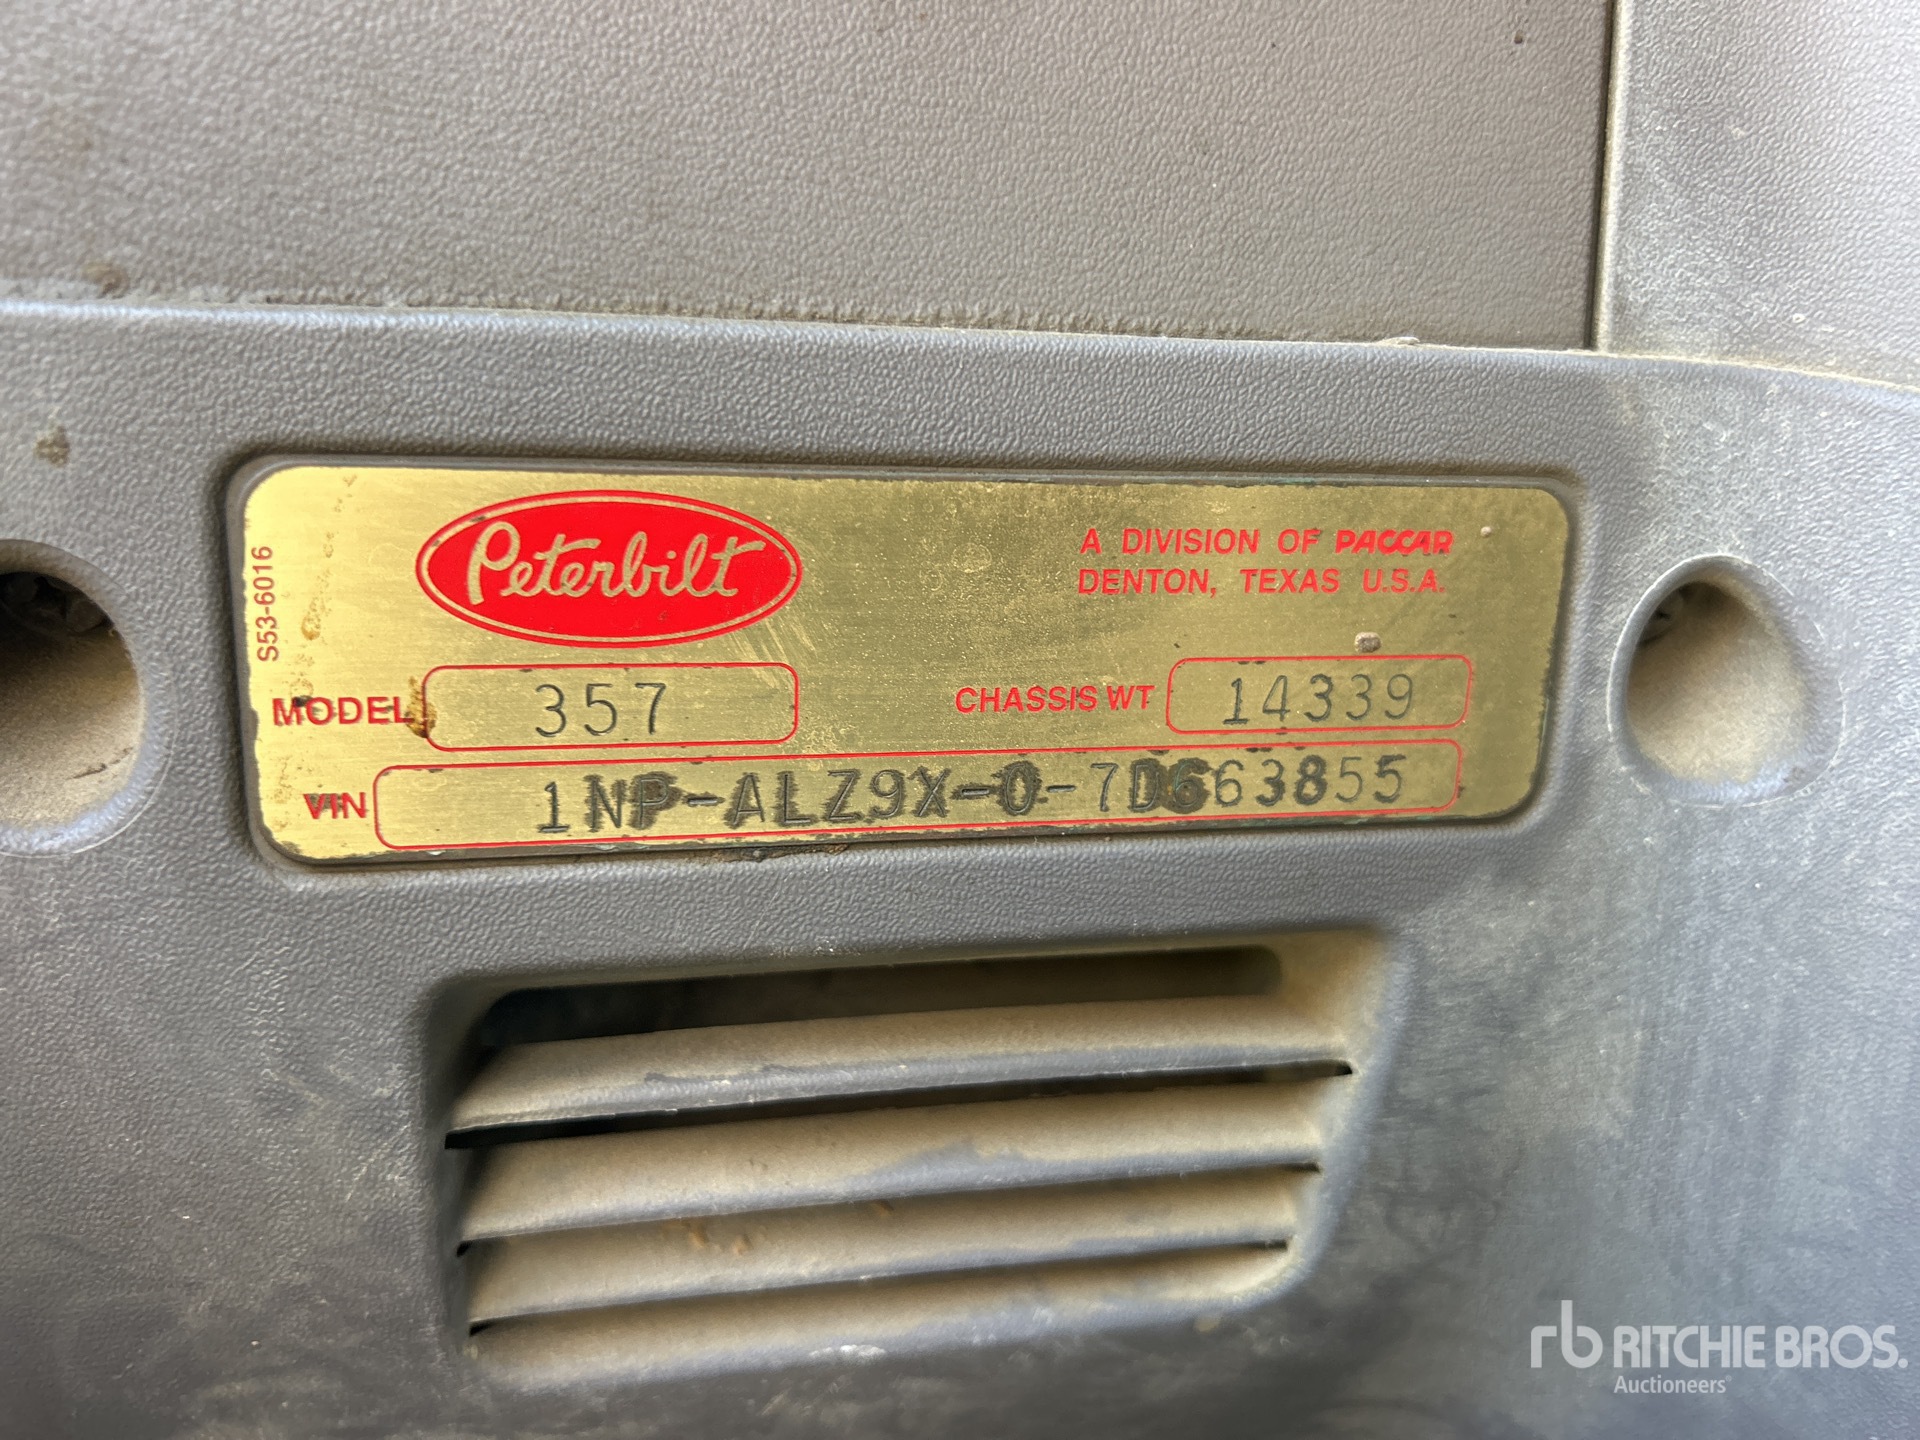 S53-6016
Peterbilt
A DIVISION OF PACCAR
DENTON, TEXAS U.S.A.
MODEL 357
CHASSIS WT 14339
VIN 1NP-ALZ9X-0-7D663855
rb RITCHIE BROS.
Auctioneers